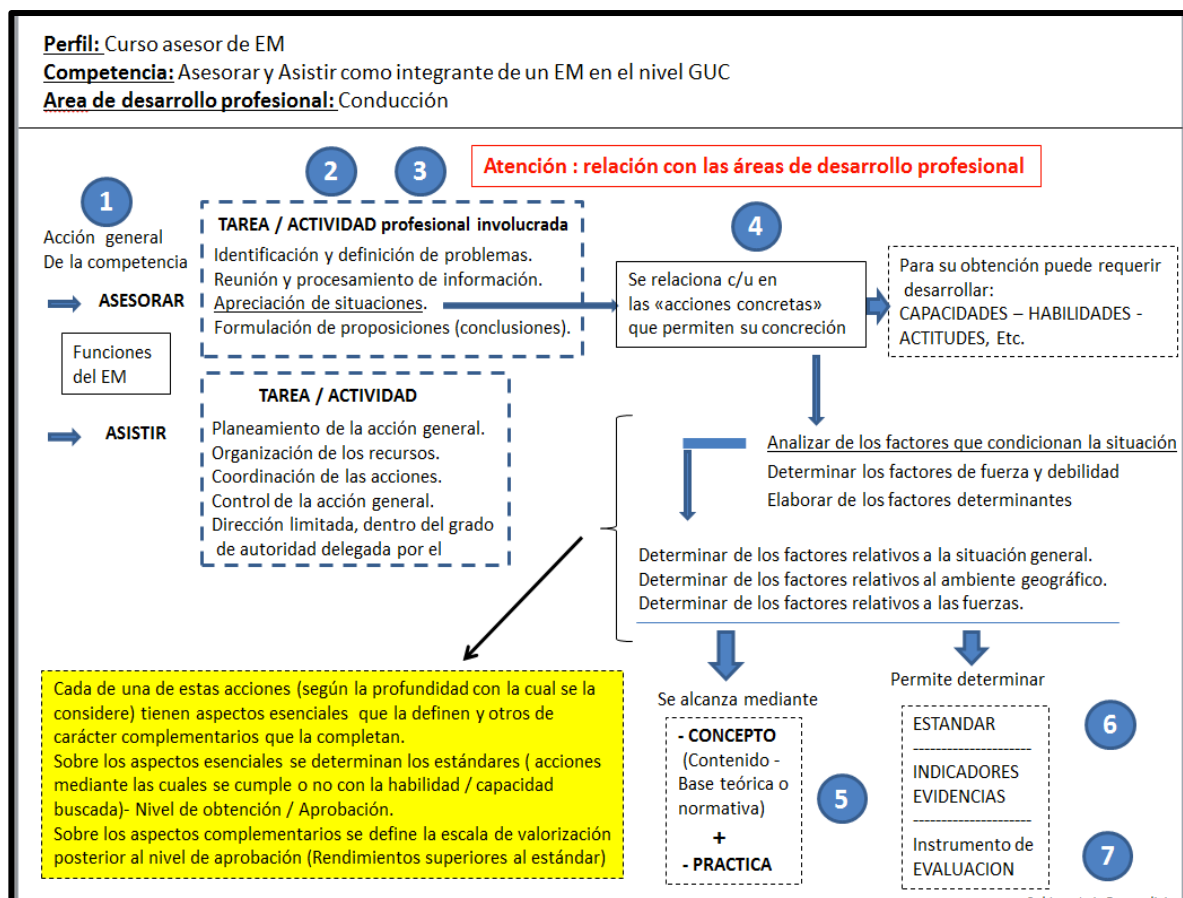 Perfil: Curso asesor de EM
Competencia: Asesorar y Asistir como integrante de un EM en el nivel GUC
Area de desarrollo profesional: Conducción
Atención : relación con las áreas de desarrollo profesional
1
Acción general
De la competencia
ASESORAR
Funciones
del EM
ASISTIR
2
3
TAREA / ACTIVIDAD profesional involucrada
Identificación y definición de problemas.
Reunión y procesamiento de información.
Apreciación de situaciones.
Formulación de proposiciones (conclusiones).
TAREA / ACTIVIDAD
Planeamiento de la acción general.
Organización de los recursos.
Coordinación de las acciones.
Control de la acción general.
Dirección limitada, dentro del grado
de autoridad delegada por el
4
Se relaciona c/u en
las «acciones concretas»
que permiten su concreción
Para su obtención puede requerir
desarrollar:
CAPACIDADES – HABILIDADES -
ACTITUDES, Etc.
Analizar de los factores que condicionan la situación
Determinar los factores de fuerza y debilidad
Elaborar de los factores determinantes
Determinar de los factores relativos a la situación general.
Determinar de los factores relativos al ambiente geográfico.
Determinar de los factores relativos a las fuerzas.
Cada de una de estas acciones (según la profundidad con la cual se la
considere) tienen aspectos esenciales que la definen y otros de
carácter complementarios que la completan.
Sobre los aspectos esenciales se determinan los estándares ( acciones
mediante las cuales se cumple o no con la habilidad / capacidad
buscada)- Nivel de obtención / Aprobación.
Sobre los aspectos complementarios se define la escala de valorización
posterior al nivel de aprobación (Rendimientos superiores al estándar)
Se alcanza mediante
- CONCEPTO
(Contenido -
Base teórica o
normativa)
+
- PRACTICA
5
Permite determinar
ESTANDAR
---------------------
INDICADORES
EVIDENCIAS
---------------------
Instrumento de
EVALUACION
6
7